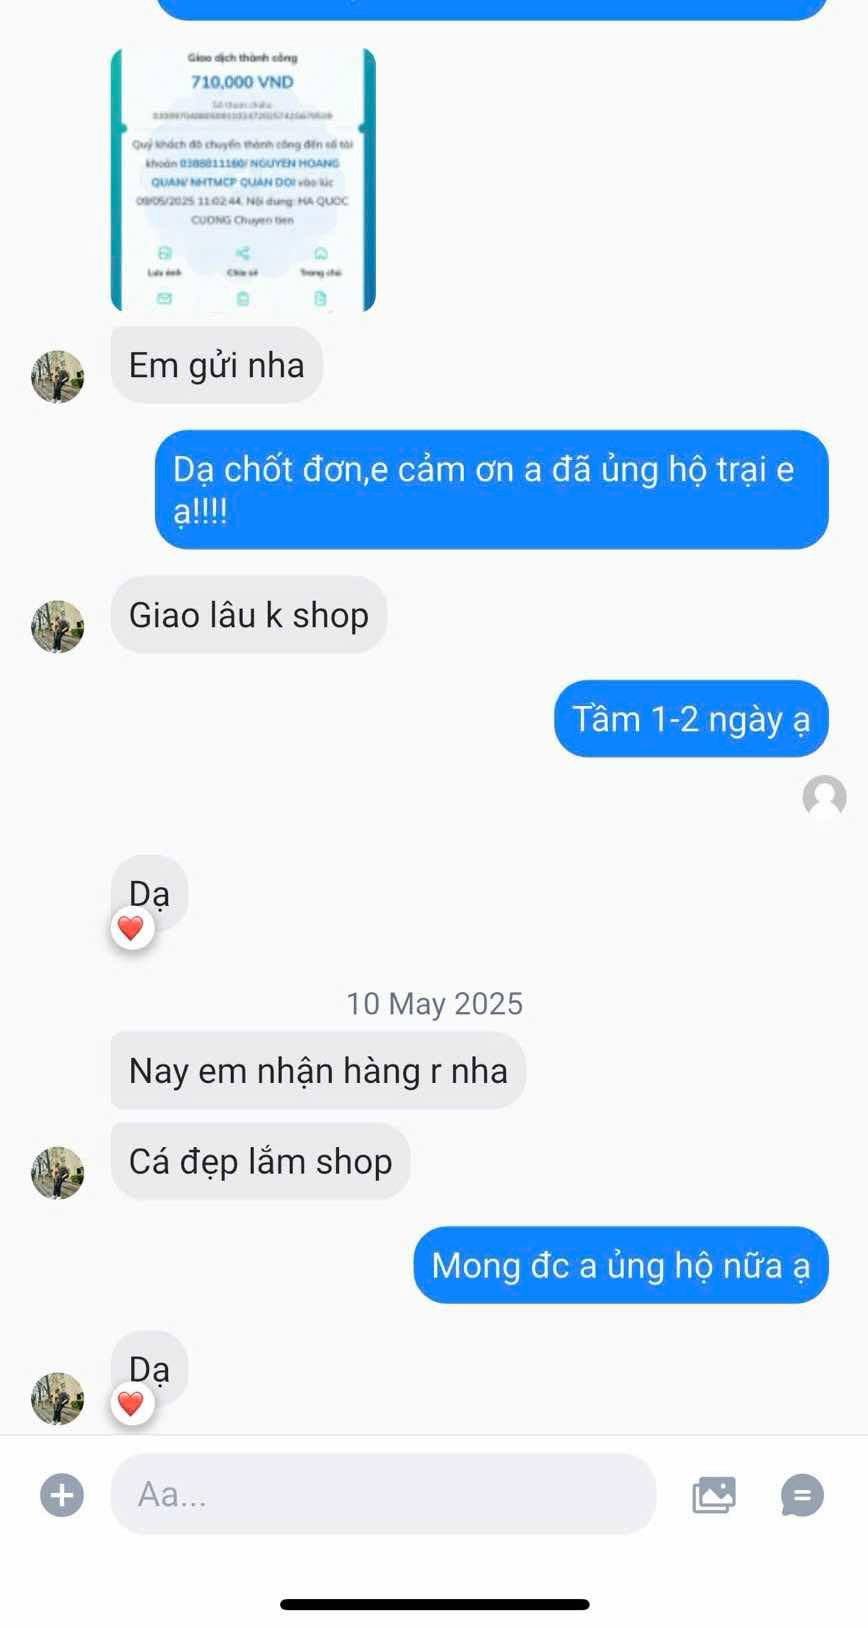 Giao dịch thành công
710,000 VND
Số tham chiếu
Quý khách đã chuyển thành công đến số tài
khoản 0388811160/ NGUYEN HOANG
QUAN/ NHTMCP QUAN DOI vào lúc
09/05/2025 11:02:44. Nội dung: HA QUOC
CUONG Chuyen tien
Lưu ảnh Chia sẻ Trang chủ
Em gửi nha
Dạ chốt đơn,e cảm ơn a đã ủng hộ trại e
ạ!!!!
Giao lâu k shop
Tầm 1-2 ngày ạ
Dạ
10 May 2025
Nay em nhận hàng r nha
Cá đẹp lắm shop
Mong đc a ủng hộ nữa ạ
Dạ
Aa...